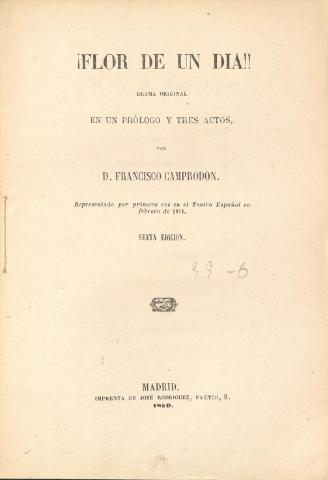 ¡FLOR DE UN DIA!!
DRAMA ORIGINAL
EN UN PRÓLOGO Y TRES ACTOS,
POR
D. FRANCISCO CAMPRODON.
Representado por primera vez en el Teatro Español en
febrero de 1851.
SEXTA EDICION.
MADRID.
IMPRENTA DE JOSÉ RODRIGUEZ, FACTOR, 9.
1859.